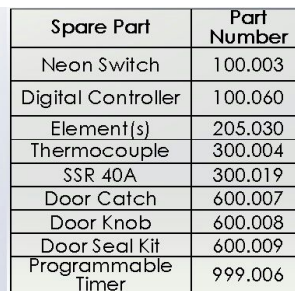 Spare Part Part Number
Neon Switch 100.003
Digital Controller 100.060
Element(s) 205.030
Thermocouple 300.004
SSR 40A 300.019
Door Catch 600.007
Door Knob 600.008
Door Seal Kit 600.009
Programmable Timer 999.006